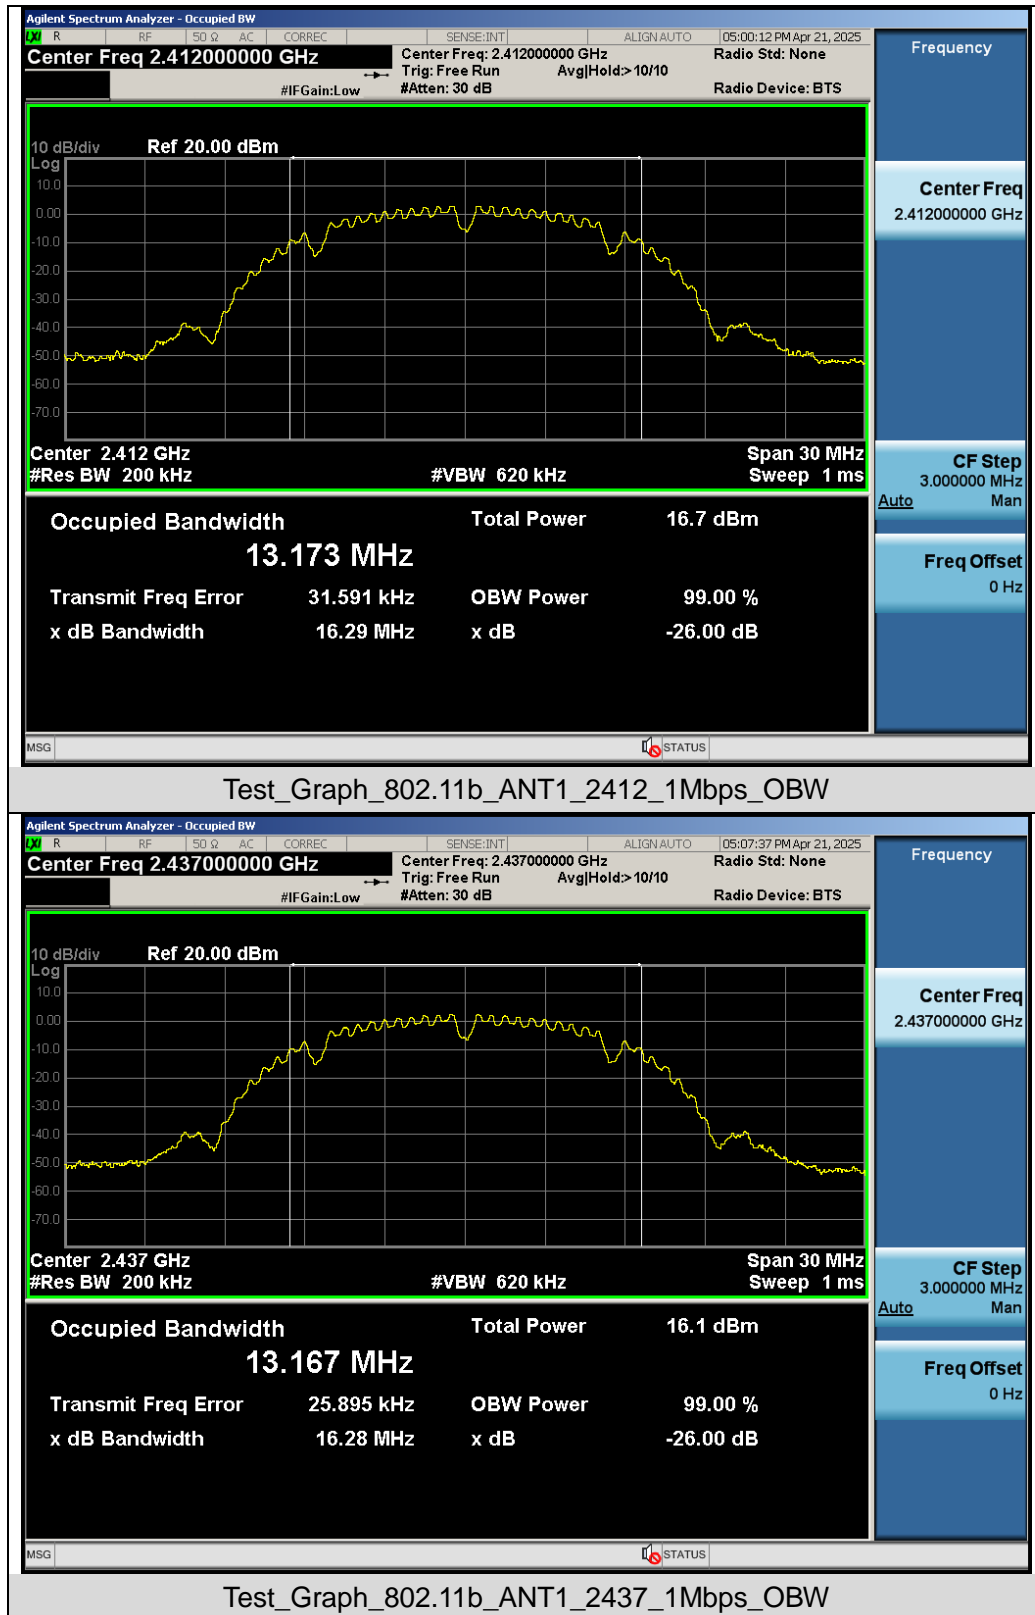 Agilent Spectrum Analyzer - Occupied BW
LXI R RF 50 Ω AC CORREC SENSE:INT ALIGN AUTO 05:00:12 PM Apr 21, 2025
Center Freq 2.412000000 GHz
Center Freq: 2.412000000 GHz Radio Std: None
Trig: Free Run Avg|Hold:>10/10
#IFGain:Low #Atten: 30 dB Radio Device: BTS
Frequency
10 dB/div Ref 20.00 dBm
Log
10.0
0.00
-10.0
-20.0
-30.0
-40.0
-50.0
-60.0
-70.0
Center 2.412 GHz Span 30 MHz
#Res BW 200 kHz #VBW 620 kHz Sweep 1 ms
Center Freq
2.412000000 GHz
CF Step
3.000000 MHz
Auto Man
Freq Offset
0 Hz
Occupied Bandwidth Total Power 16.7 dBm
13.173 MHz
Transmit Freq Error 31.591 kHz OBW Power 99.00 %
x dB Bandwidth 16.29 MHz x dB -26.00 dB
MSG STATUS
Test_Graph_802.11b_ANT1_2412_1Mbps_OBW
Agilent Spectrum Analyzer - Occupied BW
LXI R RF 50 Ω AC CORREC SENSE:INT ALIGN AUTO 05:07:37 PM Apr 21, 2025
Center Freq 2.437000000 GHz
Center Freq: 2.437000000 GHz Radio Std: None
Trig: Free Run Avg|Hold:>10/10
#IFGain:Low #Atten: 30 dB Radio Device: BTS
Frequency
10 dB/div Ref 20.00 dBm
Log
10.0
0.00
-10.0
-20.0
-30.0
-40.0
-50.0
-60.0
-70.0
Center 2.437 GHz Span 30 MHz
#Res BW 200 kHz #VBW 620 kHz Sweep 1 ms
Center Freq
2.437000000 GHz
CF Step
3.000000 MHz
Auto Man
Freq Offset
0 Hz
Occupied Bandwidth Total Power 16.1 dBm
13.167 MHz
Transmit Freq Error 25.895 kHz OBW Power 99.00 %
x dB Bandwidth 16.28 MHz x dB -26.00 dB
MSG STATUS
Test_Graph_802.11b_ANT1_2437_1Mbps_OBW